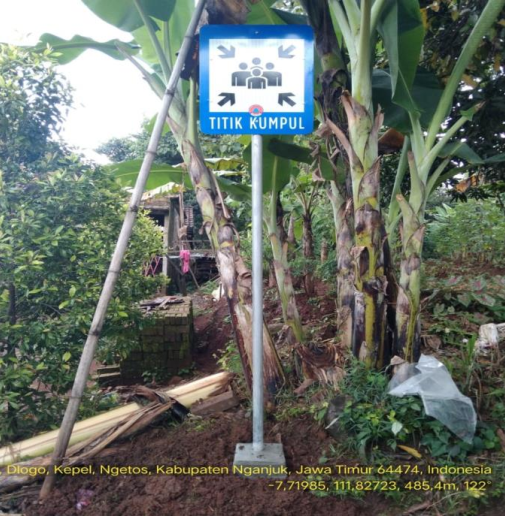 TITIK KUMPUL
Dlogo, Kepel, Ngetos, Kabupaten Nganjuk, Jawa Timur 64474, Indonesia
-7,71985, 111,82723, 485,4m, 122°